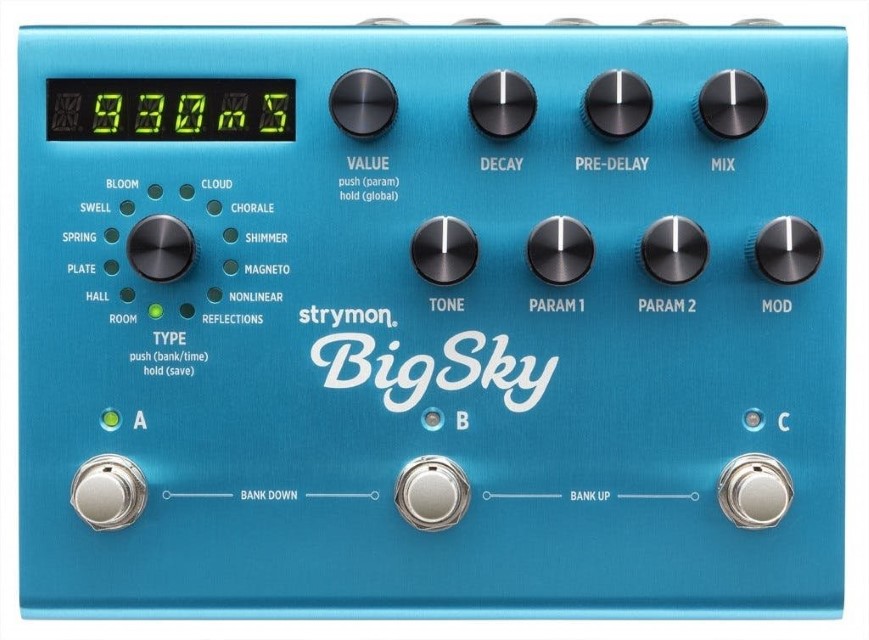 930mS
VALUE
push (param)
hold (global)
DECAY
PRE-DELAY
MIX
BLOOM
CLOUD
SWELL
CHORALE
SPRING
SHIMMER
PLATE
MAGNETO
HALL
NONLINEAR
ROOM
REFLECTIONS
TYPE
push (bank/time)
hold (save)
TONE
PARAM 1
PARAM 2
MOD
strymon®
BigSky
A
B
C
BANK DOWN
BANK UP